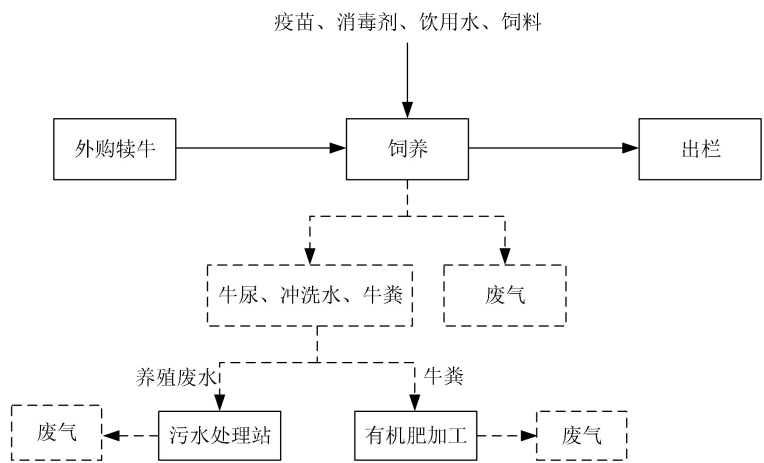 疫苗、消毒剂、饮用水、饲料
外购犊牛
饲养
出栏
牛尿、冲洗水、牛粪
废气
养殖废水
牛粪
废气
污水处理站
有机肥加工
废气